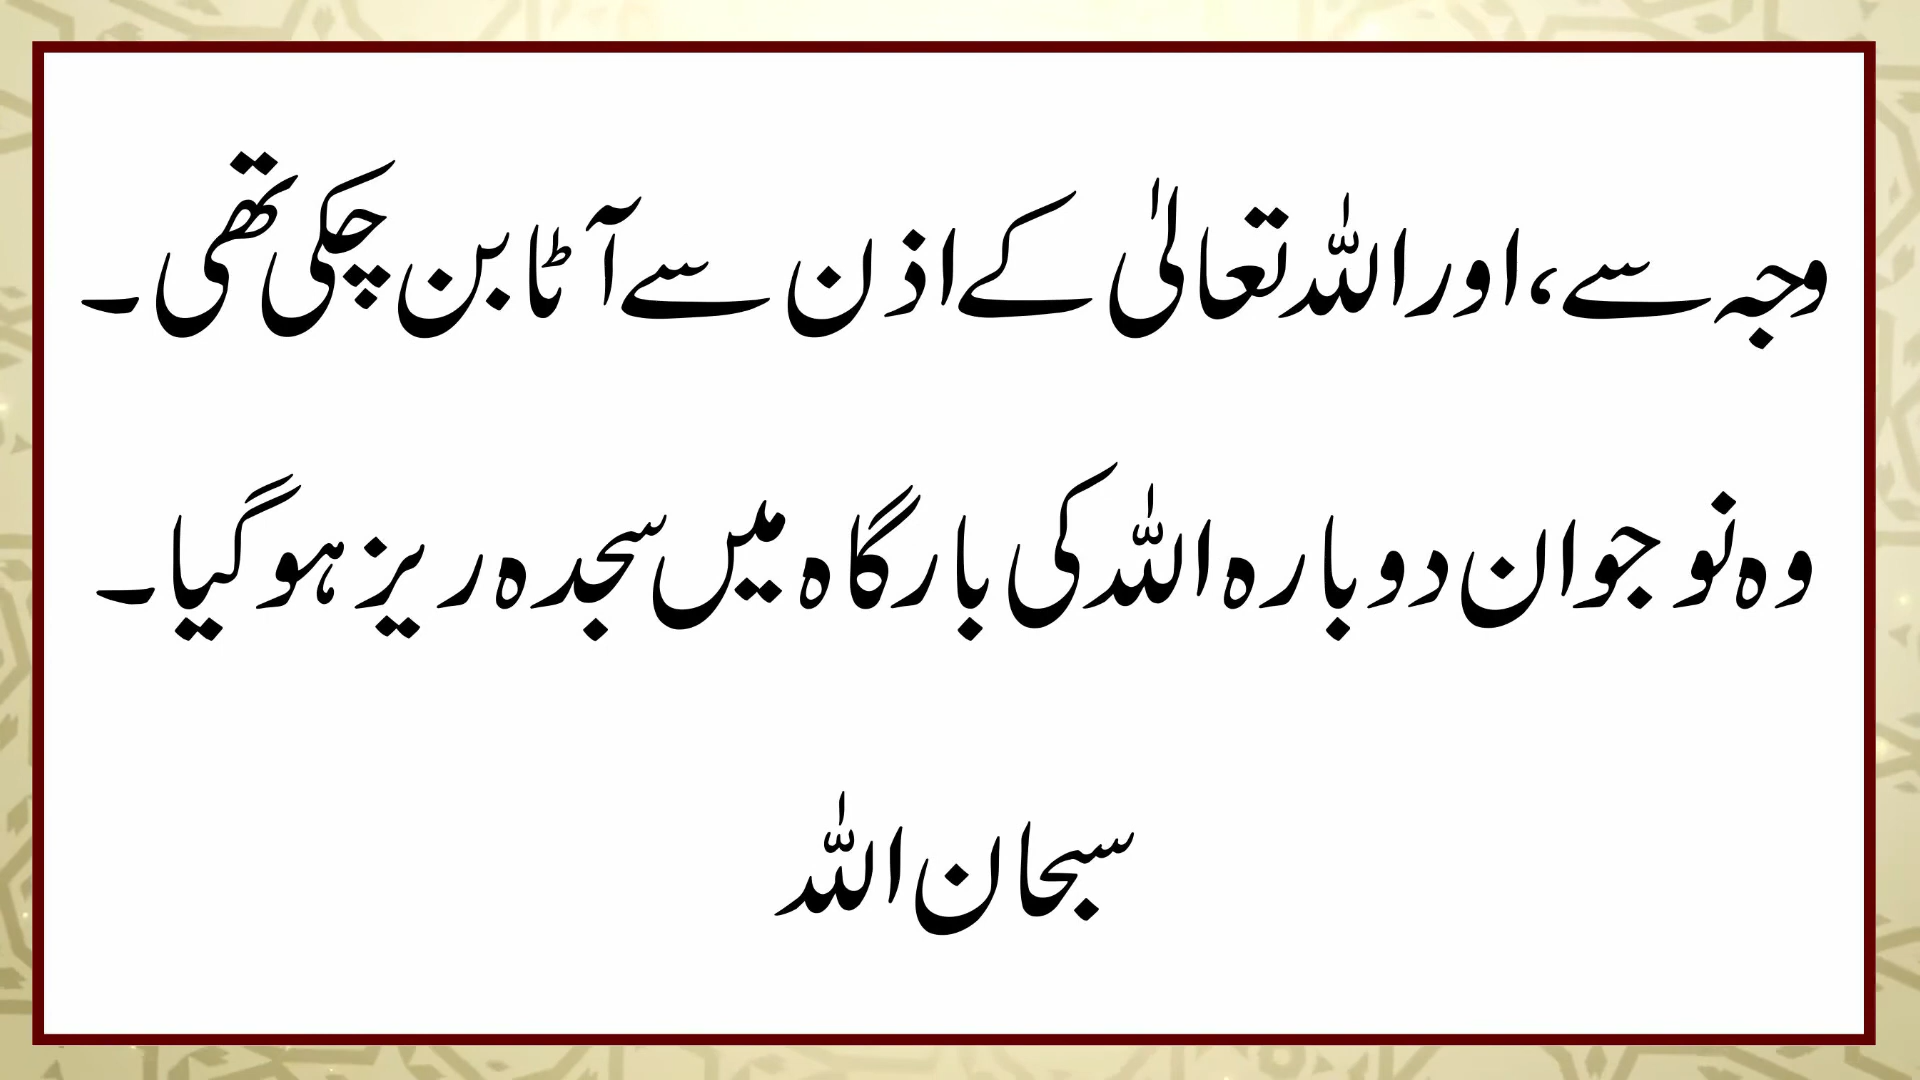 وجہ سے، اور اللہ تعالیٰ کے اذن سے آٹا بن چکی تھی۔
وہ نوجوان دوبارہ اللہ کی بارگاہ میں سجدہ ریز ہو گیا۔
سبحان اللہ